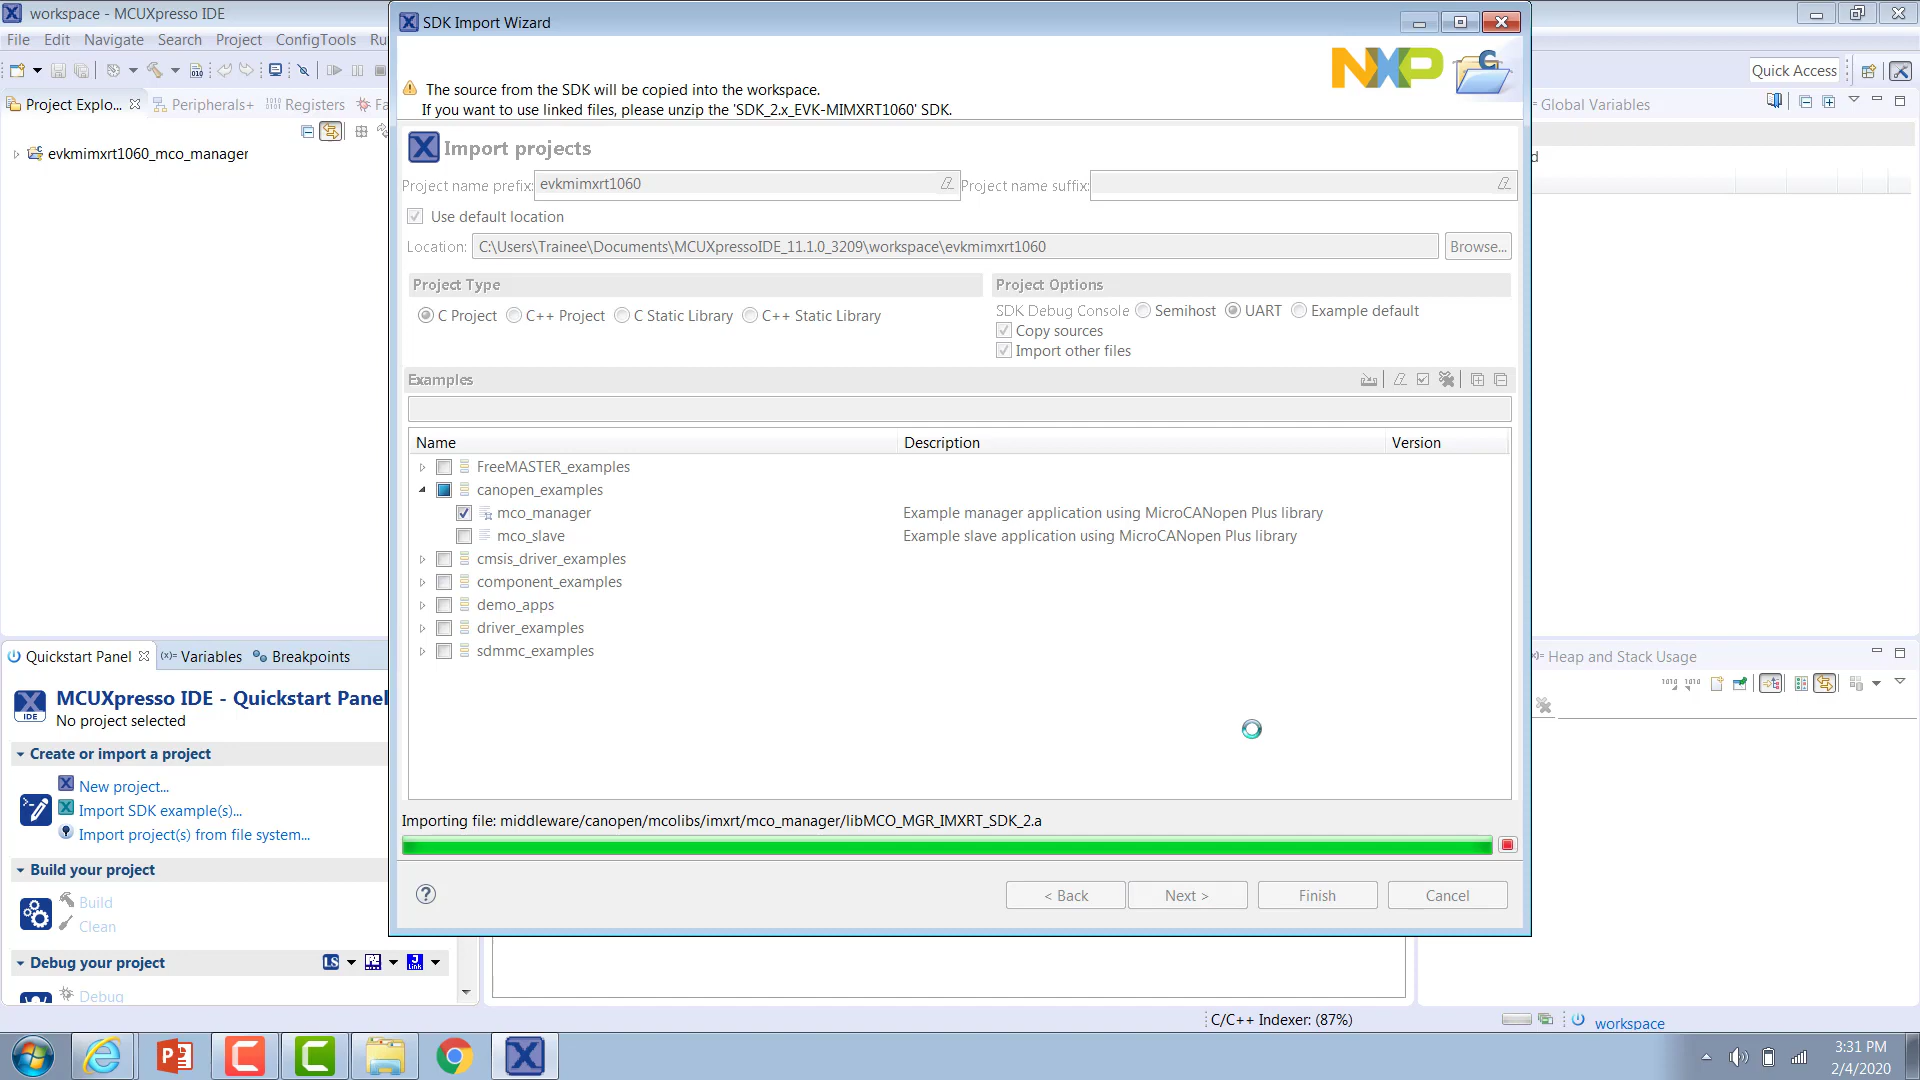 workspace - MCUXpresso IDE
File Edit Navigate Search Project ConfigTools Ru
Quick Access
Project Explo... Peripherals+ Registers Fa
evkmimxrt1060_mco_manager
SDK Import Wizard
NXP
The source from the SDK will be copied into the workspace.
If you want to use linked files, please unzip the 'SDK_2.x_EVK-MIMXRT1060' SDK.
Import projects
Project name prefix: evkmimxrt1060 Project name suffix:
Use default location
Location: C:\Users\Trainee\Documents\MCUXpressoIDE_11.1.0_3209\workspace\evkmimxrt1060 Browse...
Project Type
C Project C++ Project C Static Library C++ Static Library
Project Options
SDK Debug Console Semihost UART Example default
Copy sources
Import other files
Examples
Name Description Version
FreeMASTER_examples
canopen_examples
mco_manager Example manager application using MicroCANopen Plus library
mco_slave Example slave application using MicroCANopen Plus library
cmsis_driver_examples
component_examples
demo_apps
driver_examples
sdmmc_examples
Importing file: middleware/canopen/mcolibs/imxrt/mco_manager/libMCO_MGR_IMXRT_SDK_2.a
< Back Next > Finish Cancel
Global Variables
d
Heap and Stack Usage
Quickstart Panel Variables Breakpoints
IDE
MCUXpresso IDE - Quickstart Panel
No project selected
Create or import a project
New project...
Import SDK example(s)...
Import project(s) from file system...
Build your project
Build
Clean
Debug your project LS
Debug
C/C++ Indexer: (87%)
workspace
3:31 PM
2/4/2020